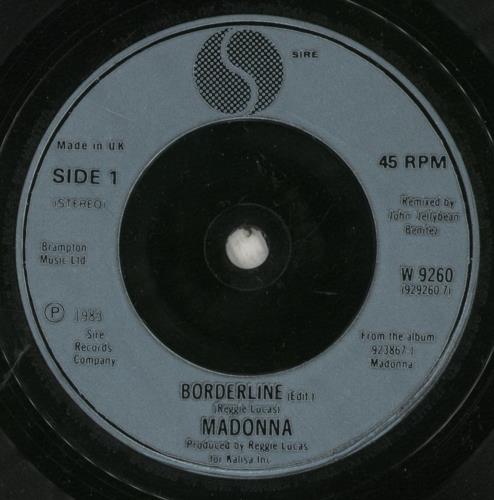 SIRE
Made in UK
SIDE 1
45 RPM
(STEREO)
Remixed by
John Jellybean
Benitez
Brampton
Music Ltd
W 9260
(929260.7)
Ⓟ 1983
Sire
Records
Company
From the album
923867.1
Madonna
BORDERLINE (Edit)
(Reggie Lucas)
MADONNA
Produced by Reggie Lucas
for Kalisa Inc